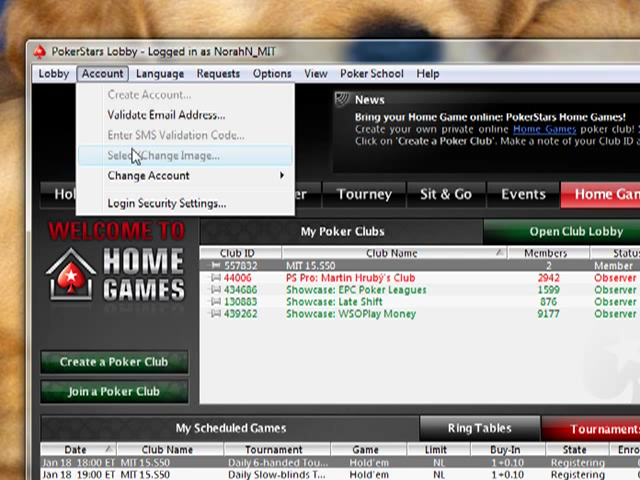 PokerStars Lobby - Logged in as NorahN_MIT
Lobby Account Language Requests Options View Poker School Help
Create Account...
Validate Email Address...
Enter SMS Validation Code...
Change Image...
Change Account
Login Security Settings...
News
Bring your Home Game online: PokerStars Home Games!
Create your own private online Home Games poker club!
Click on 'Create a Poker Club'. Make a note of your Club ID
Tourney Sit & Go Events Home
WELCOME TO
HOME
GAMES
Create a Poker Club
Join a Poker Club
My Poker Clubs Open Club Lobby
Club ID Club Name Members
557832 MIT 15.S50 2 Member
44006 PS Pro: Martin Hruby's Club 2942 Observer
434686 Showcase: EPC Poker Leagues 1599 Observer
130883 Showcase: Late Shift 876 Observer
439262 Showcase: WSOPlay Money 9177 Observer
My Scheduled Games Ring Tables Tournaments
Date Club Name Tournament Game Limit Buy-In State
Jan 18 18:00 ET MIT 15.S50 Daily 6-handed Tou... Hold'em NL $1+0.10 Registering
Jan 18 19:00 ET MIT 15.S50 Daily Slow-blinds T... Hold'em NL $1+0.10 Registering